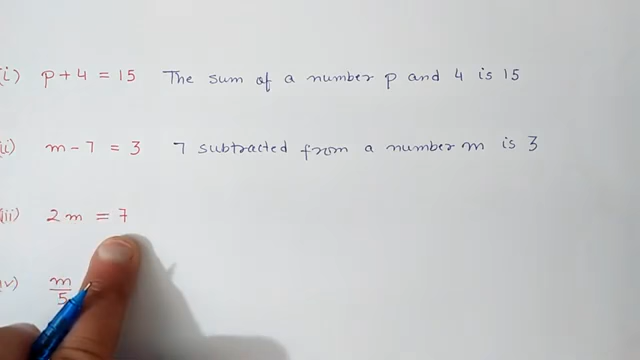 (i) p + 4 = 15 The sum of a number p and 4 is 15
(ii) m - 7 = 3 7 subtracted from a number m is 3
(iii) 2m = 7
(iv) m/5